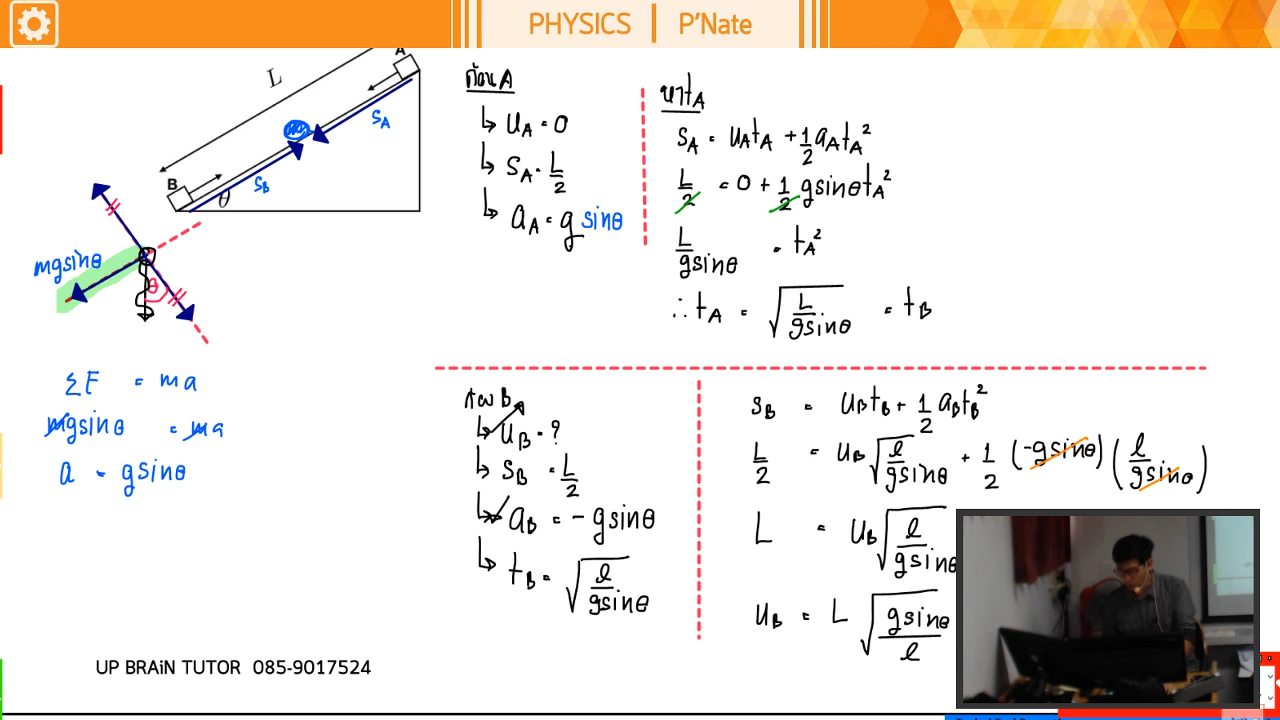 PHYSICS | P'Nate
A
L
S_A
B
θ
S_B
mgsinθ
θ
ΣF = ma
mgsinθ = ma
a = gsinθ
ก้อน A
↳ u_A = 0
↳ S_A = L/2
↳ a_A = g sinθ
หา t_A
S_A = u_A t_A + 1/2 a_A t_A²
L/2 = 0 + 1/2 gsinθ t_A²
L/gsinθ = t_A²
∴ t_A = √(L/gsinθ) = t_B
ก้อน B
↳ u_B = ?
↳ S_B = L/2
↳ a_B = - gsinθ
↳ t_B = √(l/gsinθ)
S_B = u_B t_B + 1/2 a_B t_B²
L/2 = u_B √(l/gsinθ) + 1/2 (-gsinθ) (l/gsinθ)
L = u_B √(l/gsinθ)
u_B = L √(gsinθ/l)
UP BRAiN TUTOR 085-9017524